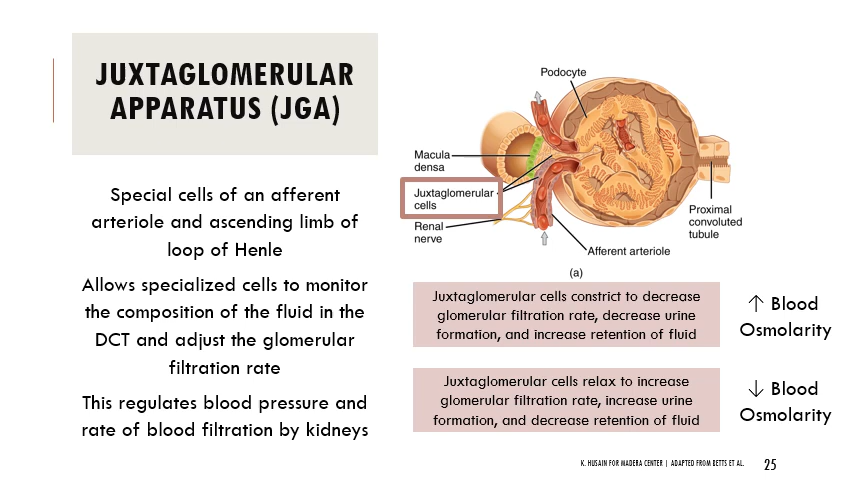 JUXTAGLOMERULAR
APPARATUS (JGA)
Special cells of an afferent
arteriole and ascending limb of
loop of Henle
Allows specialized cells to monitor
the composition of the fluid in the
DCT and adjust the glomerular
filtration rate
This regulates blood pressure and
rate of blood filtration by kidneys
Podocyte
Macula
densa
Juxtaglomerular
cells
Renal
nerve
Proximal
convoluted
tubule
Afferent arteriole
(a)
Juxtaglomerular cells constrict to decrease
glomerular filtration rate, decrease urine
formation, and increase retention of fluid
↑ Blood
Osmolarity
Juxtaglomerular cells relax to increase
glomerular filtration rate, increase urine
formation, and decrease retention of fluid
↓ Blood
Osmolarity
K. HUSAIN FOR MADERA CENTER | ADAPTED FROM BETTS ET AL.
25